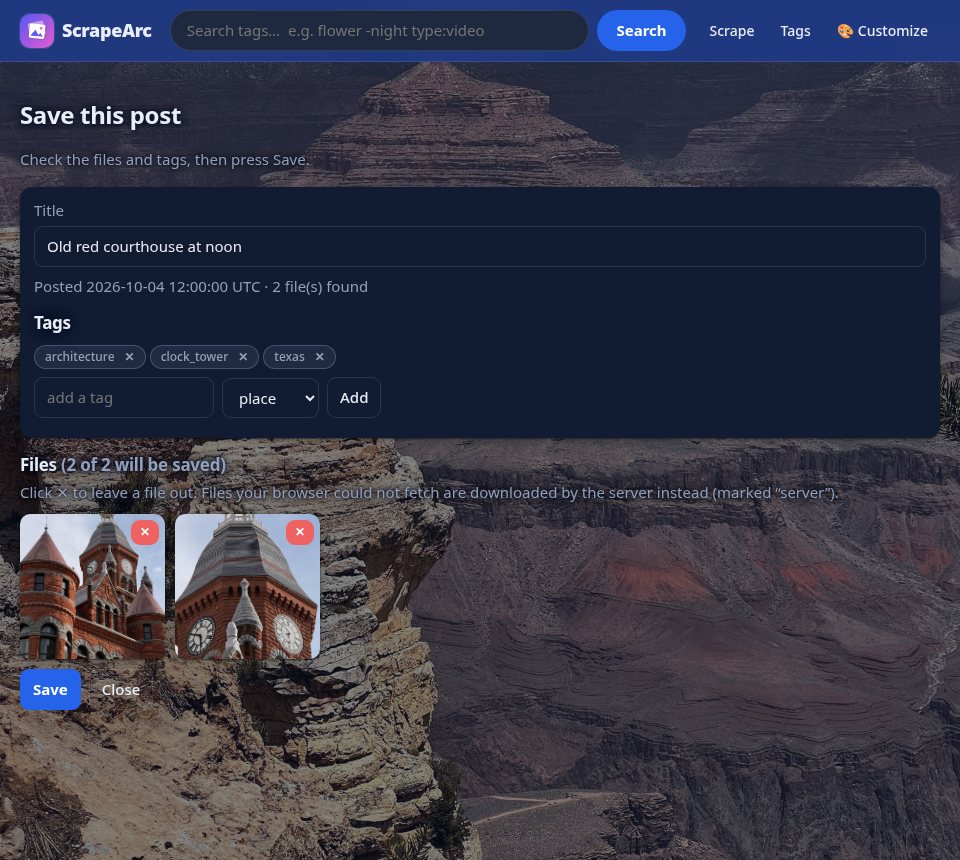 ScrapeArc
Search tags... e.g. flower -night type:video
Search
Scrape
Tags
🎨 Customize
Save this post
Check the files and tags, then press Save.
Title
Old red courthouse at noon
Posted 2026-10-04 12:00:00 UTC · 2 file(s) found
Tags
architecture ✕ clock_tower ✕ texas ✕
add a tag place Add
Files (2 of 2 will be saved)
Click ✕ to leave a file out. Files your browser could not fetch are downloaded by the server instead (marked “server”).
✕ ✕
Save Close